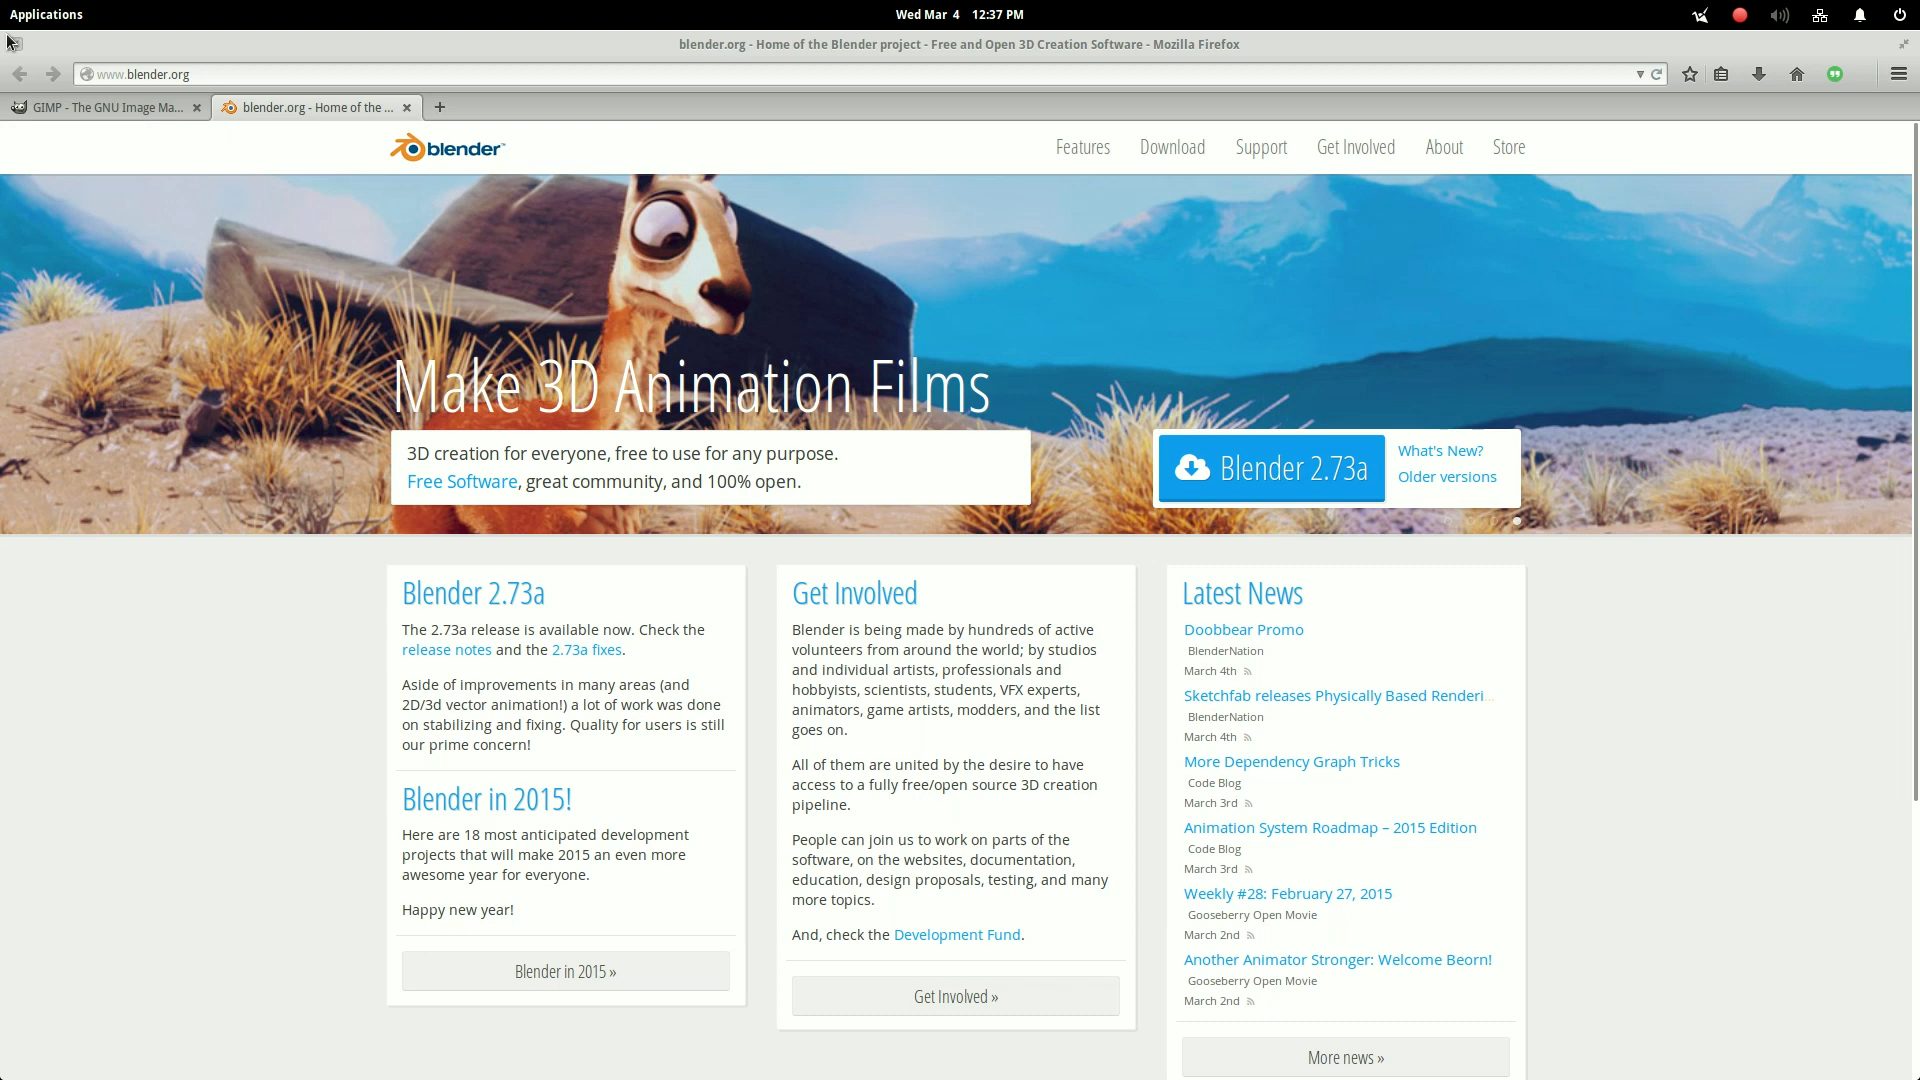 Applications
Wed Mar 4 12:37 PM
blender.org - Home of the Blender project - Free and Open 3D Creation Software - Mozilla Firefox
www.blender.org
GIMP - The GNU Image Ma...
blender.org - Home of the ...
blender™
Features
Download
Support
Get Involved
About
Store
Make 3D Animation Films
3D creation for everyone, free to use for any purpose.
Free Software, great community, and 100% open.
Blender 2.73a
What's New?
Older versions
Blender 2.73a
The 2.73a release is available now. Check the
release notes and the 2.73a fixes.
Aside of improvements in many areas (and
2D/3d vector animation!) a lot of work was done
on stabilizing and fixing. Quality for users is still
our prime concern!
Blender in 2015!
Here are 18 most anticipated development
projects that will make 2015 an even more
awesome year for everyone.
Happy new year!
Blender in 2015 »
Get Involved
Blender is being made by hundreds of active
volunteers from around the world; by studios
and individual artists, professionals and
hobbyists, scientists, students, VFX experts,
animators, game artists, modders, and the list
goes on.
All of them are united by the desire to have
access to a fully free/open source 3D creation
pipeline.
People can join us to work on parts of the
software, on the websites, documentation,
education, design proposals, testing, and many
more topics.
And, check the Development Fund.
Get Involved »
Latest News
Doobbear Promo
BlenderNation
March 4th
Sketchfab releases Physically Based Renderi...
BlenderNation
March 4th
More Dependency Graph Tricks
Code Blog
March 3rd
Animation System Roadmap – 2015 Edition
Code Blog
March 3rd
Weekly #28: February 27, 2015
Gooseberry Open Movie
March 2nd
Another Animator Stronger: Welcome Beorn!
Gooseberry Open Movie
March 2nd
More news »